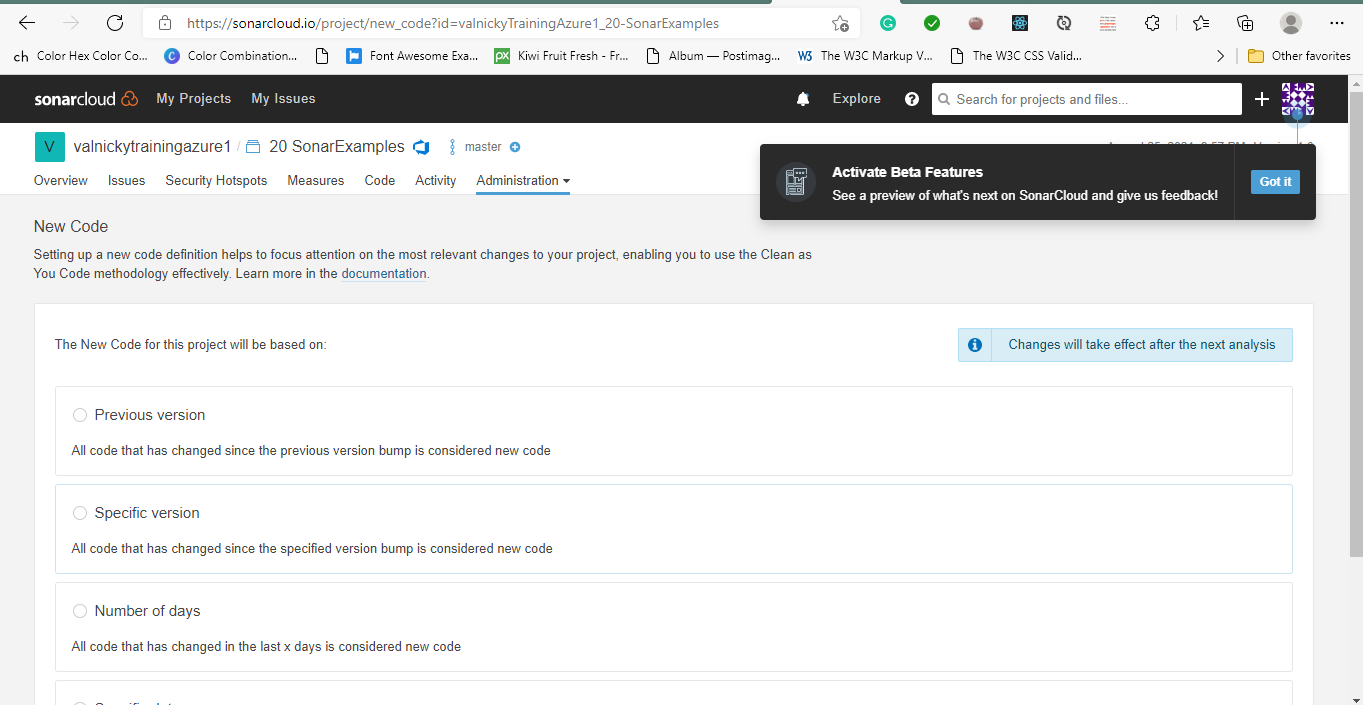 https://sonarcloud.io/project/new_code?id=valnickyTrainingAzure1_20-SonarExamples
ch Color Hex Color Co... C Color Combination... Font Awesome Exa... px Kiwi Fruit Fresh - Fr... Album — Postimag... W3 The W3C Markup V... The W3C CSS Valid... Other favorites
sonarcloud My Projects My Issues Explore Search for projects and files...
V valnickytrainingazure1 / 20 SonarExamples master
Overview Issues Security Hotspots Measures Code Activity Administration
Activate Beta Features
See a preview of what's next on SonarCloud and give us feedback!
Got it
New Code
Setting up a new code definition helps to focus attention on the most relevant changes to your project, enabling you to use the Clean as
You Code methodology effectively. Learn more in the documentation.
The New Code for this project will be based on:
Changes will take effect after the next analysis
Previous version
All code that has changed since the previous version bump is considered new code
Specific version
All code that has changed since the specified version bump is considered new code
Number of days
All code that has changed in the last x days is considered new code